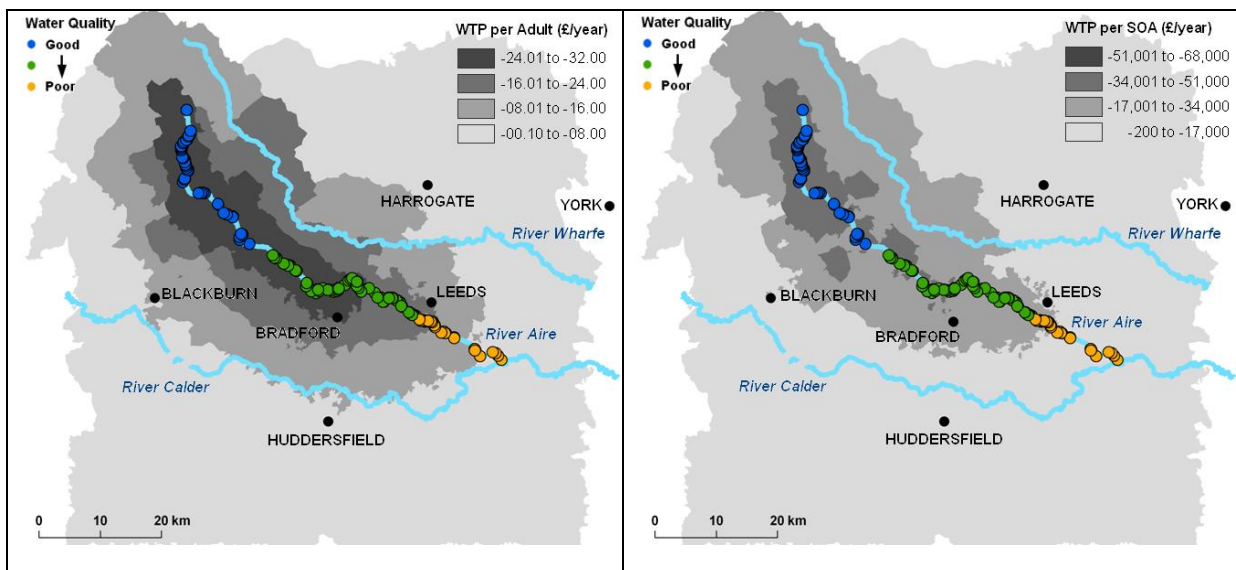 Water Quality
Good
Poor
WTP per Adult (£/year)
-24.01 to -32.00
-16.01 to -24.00
-08.01 to -16.00
-00.10 to -08.00
HARROGATE
YORK
River Wharfe
BLACKBURN
LEEDS
BRADFORD
River Aire
River Calder
HUDDERSFIELD
0 10 20 km
Water Quality
Good
Poor
WTP per SOA (£/year)
-51,001 to -68,000
-34,001 to -51,000
-17,001 to -34,000
-200 to -17,000
HARROGATE
YORK
River Wharfe
BLACKBURN
LEEDS
BRADFORD
River Aire
River Calder
HUDDERSFIELD
0 10 20 km